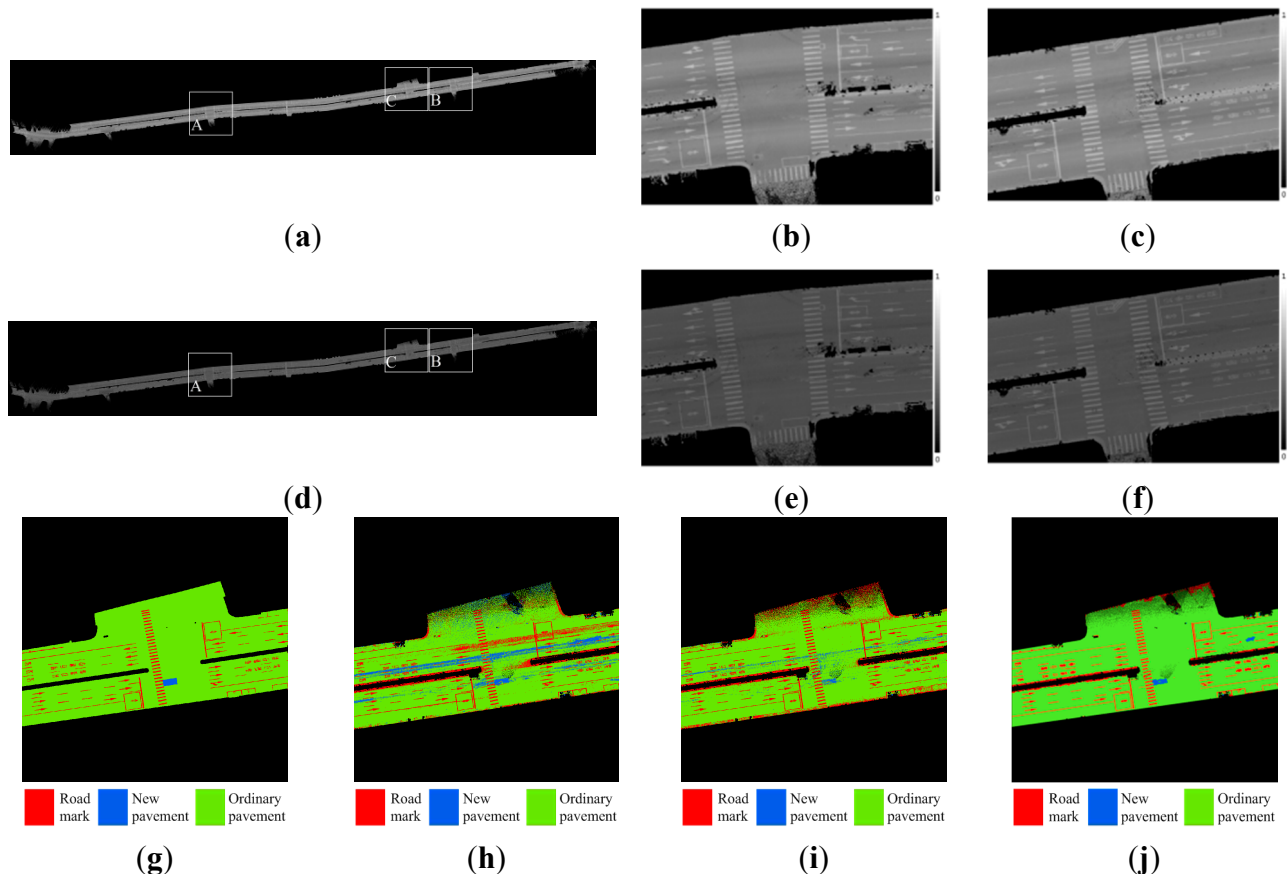 A
C
B
1
0
1
0
(a)
(b)
(c)
A
C
B
1
0
1
0
(d)
(e)
(f)
Road mark
New pavement
Ordinary pavement
Road mark
New pavement
Ordinary pavement
Road mark
New pavement
Ordinary pavement
Road mark
New pavement
Ordinary pavement
(g)
(h)
(i)
(j)